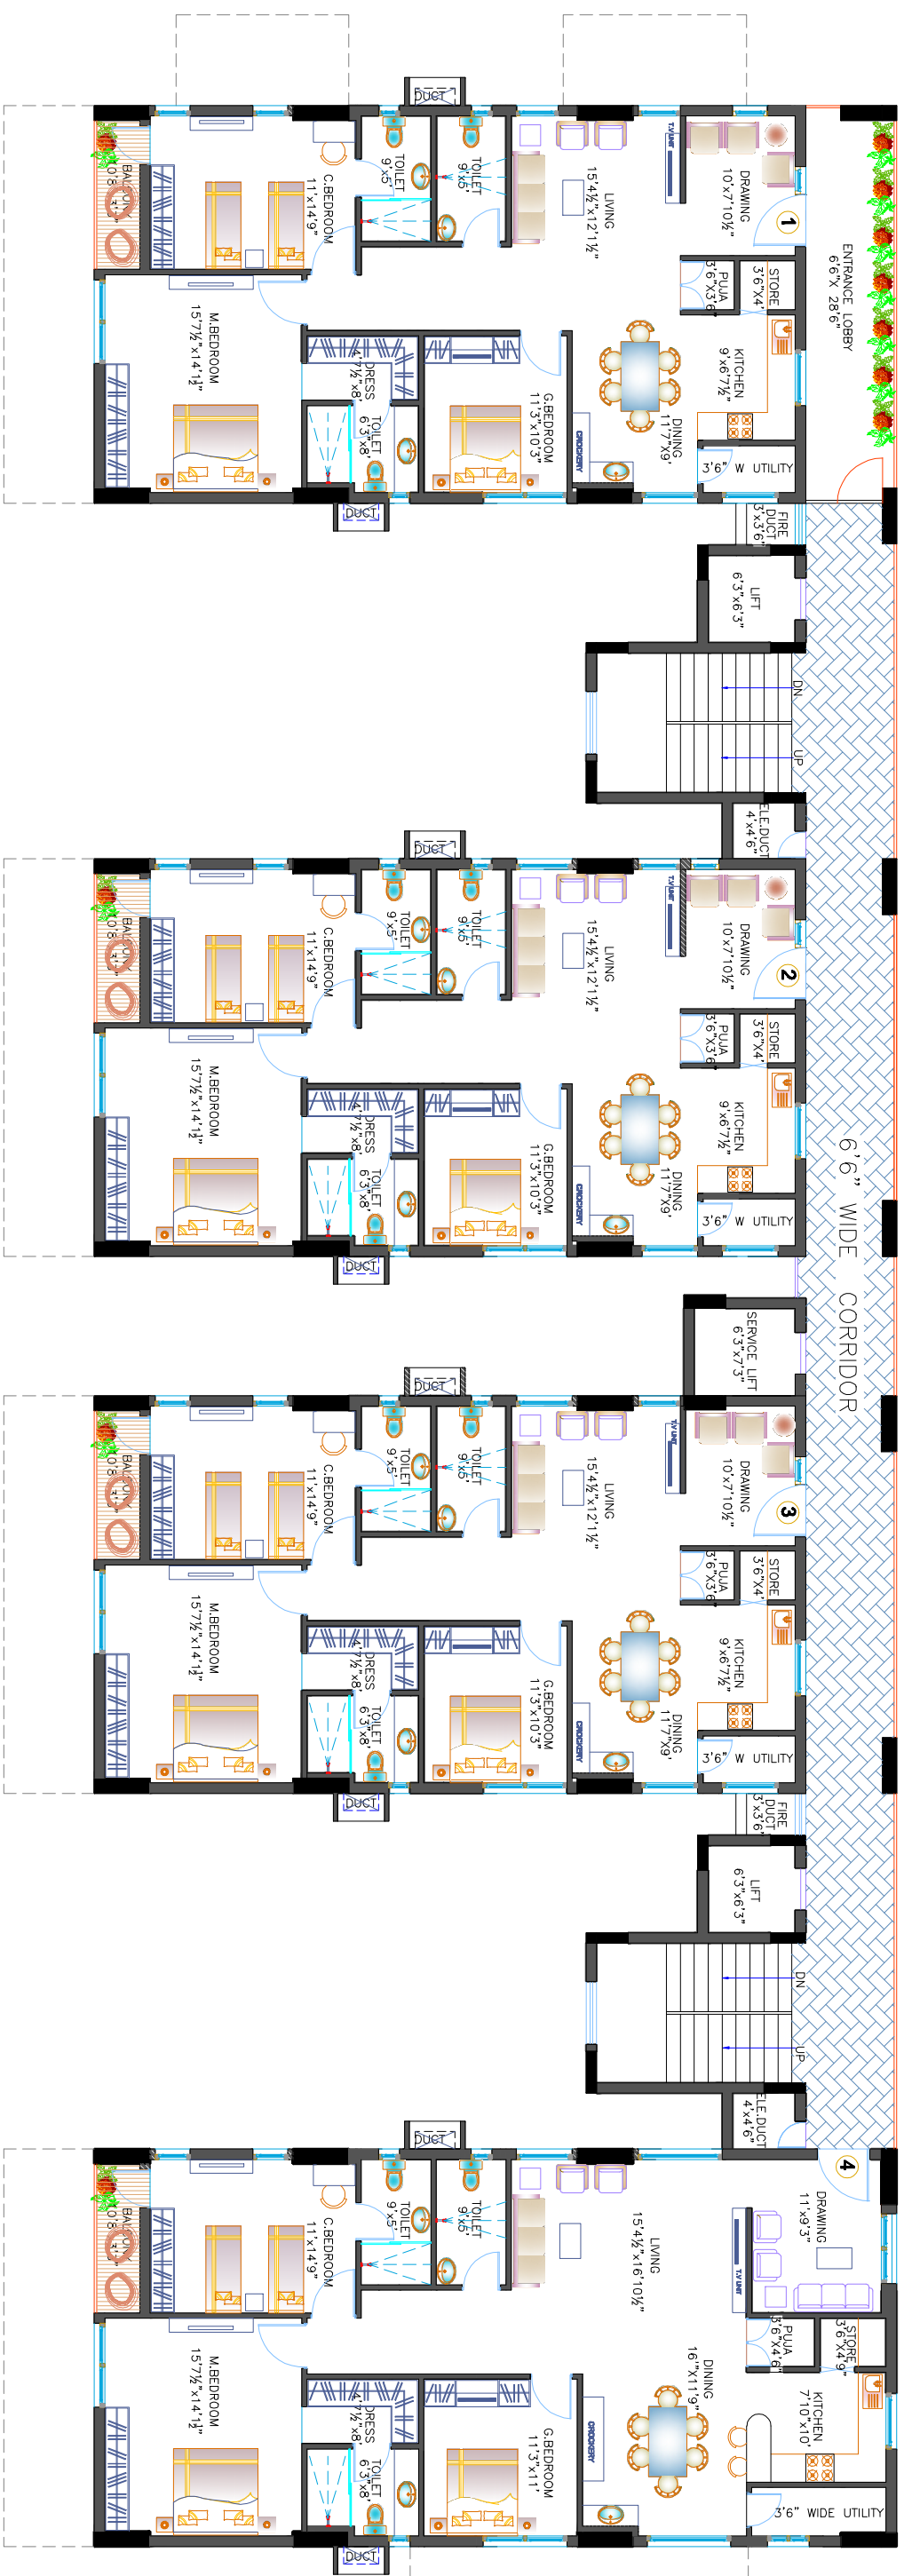 DUCT
TOILET
9'x5'
TOILET
9'x5'
C.BEDROOM
11'x14'9"
M.BEDROOM
15'7½"x14'1½"
DRESS
4'7½"x8'
TOILET
6'3"x8'
DUCT
G.BEDROOM
11'3"x10'3"
LIVING
15'4½"x12'1½"
T.V UNIT
DRAWING
10'x7'10½"
1
PUJA
3'6"X3'6"
STORE
3'6"X4'
KITCHEN
9'x6'7½"
DINING
11'7"X9'
CROCKERY
3'6" W UTILITY
ENTRANCE LOBBY
6'6"X 28'6"
FIRE
DUCT
3'x3'6"
LIFT
6'3"x6'3"
DN
UP
ELE.DUCT
4'x4'6"
DUCT
TOILET
9'x5'
TOILET
9'x5'
C.BEDROOM
11'x14'9"
M.BEDROOM
15'7½"x14'1½"
DRESS
4'7½"x8'
TOILET
6'3"x8'
DUCT
G.BEDROOM
11'3"x10'3"
LIVING
15'4½"x12'1½"
T.V UNIT
DRAWING
10'x7'10½"
2
PUJA
3'6"X3'6"
STORE
3'6"X4'
KITCHEN
9'x6'7½"
DINING
11'7"X9'
CROCKERY
3'6" W UTILITY
6'6" WIDE CORRIDOR
SERVICE LIFT
6'3"x7'3"
DUCT
TOILET
9'x5'
TOILET
9'x5'
C.BEDROOM
11'x14'9"
M.BEDROOM
15'7½"x14'1½"
DRESS
4'7½"x8'
TOILET
6'3"x8'
DUCT
G.BEDROOM
11'3"x10'3"
LIVING
15'4½"x12'1½"
T.V UNIT
DRAWING
10'x7'10½"
3
PUJA
3'6"X3'6"
STORE
3'6"X4'
KITCHEN
9'x6'7½"
DINING
11'7"X9'
CROCKERY
3'6" W UTILITY
FIRE
DUCT
3'x3'6"
LIFT
6'3"x6'3"
DN
UP
ELE.DUCT
4'x4'6"
DUCT
TOILET
9'x5'
TOILET
9'x5'
C.BEDROOM
11'x14'9"
M.BEDROOM
15'7½"x14'1½"
DRESS
4'7½"x8'
TOILET
6'3"x8'
DUCT
G.BEDROOM
11'3"x11'
LIVING
15'4½"x16'10½"
T.V UNIT
DRAWING
11'x9'3"
4
PUJA
3'6"X4'6"
STORE
3'6"X4'9"
KITCHEN
7'10"x10'
DINING
16'"X11'9"
CROCKERY
3'6" WIDE UTILITY